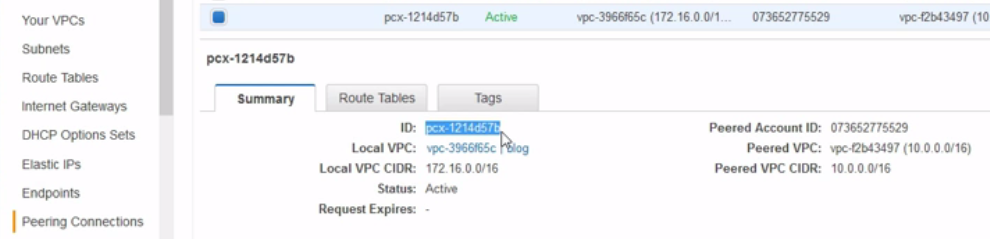 Your VPCs
Subnets
Route Tables
Internet Gateways
DHCP Options Sets
Elastic IPs
Endpoints
Peering Connections
pcx-1214d57b Active vpc-3966f65c (172.16.0.0/1... 073652775529 vpc-f2b43497 (10
pcx-1214d57b
Summary Route Tables Tags
ID: pcx-1214d57b Peered Account ID: 073652775529
Local VPC: vpc-3966f65c | blog Peered VPC: vpc-f2b43497 (10.0.0.0/16)
Local VPC CIDR: 172.16.0.0/16 Peered VPC CIDR: 10.0.0.0/16
Status: Active
Request Expires: -